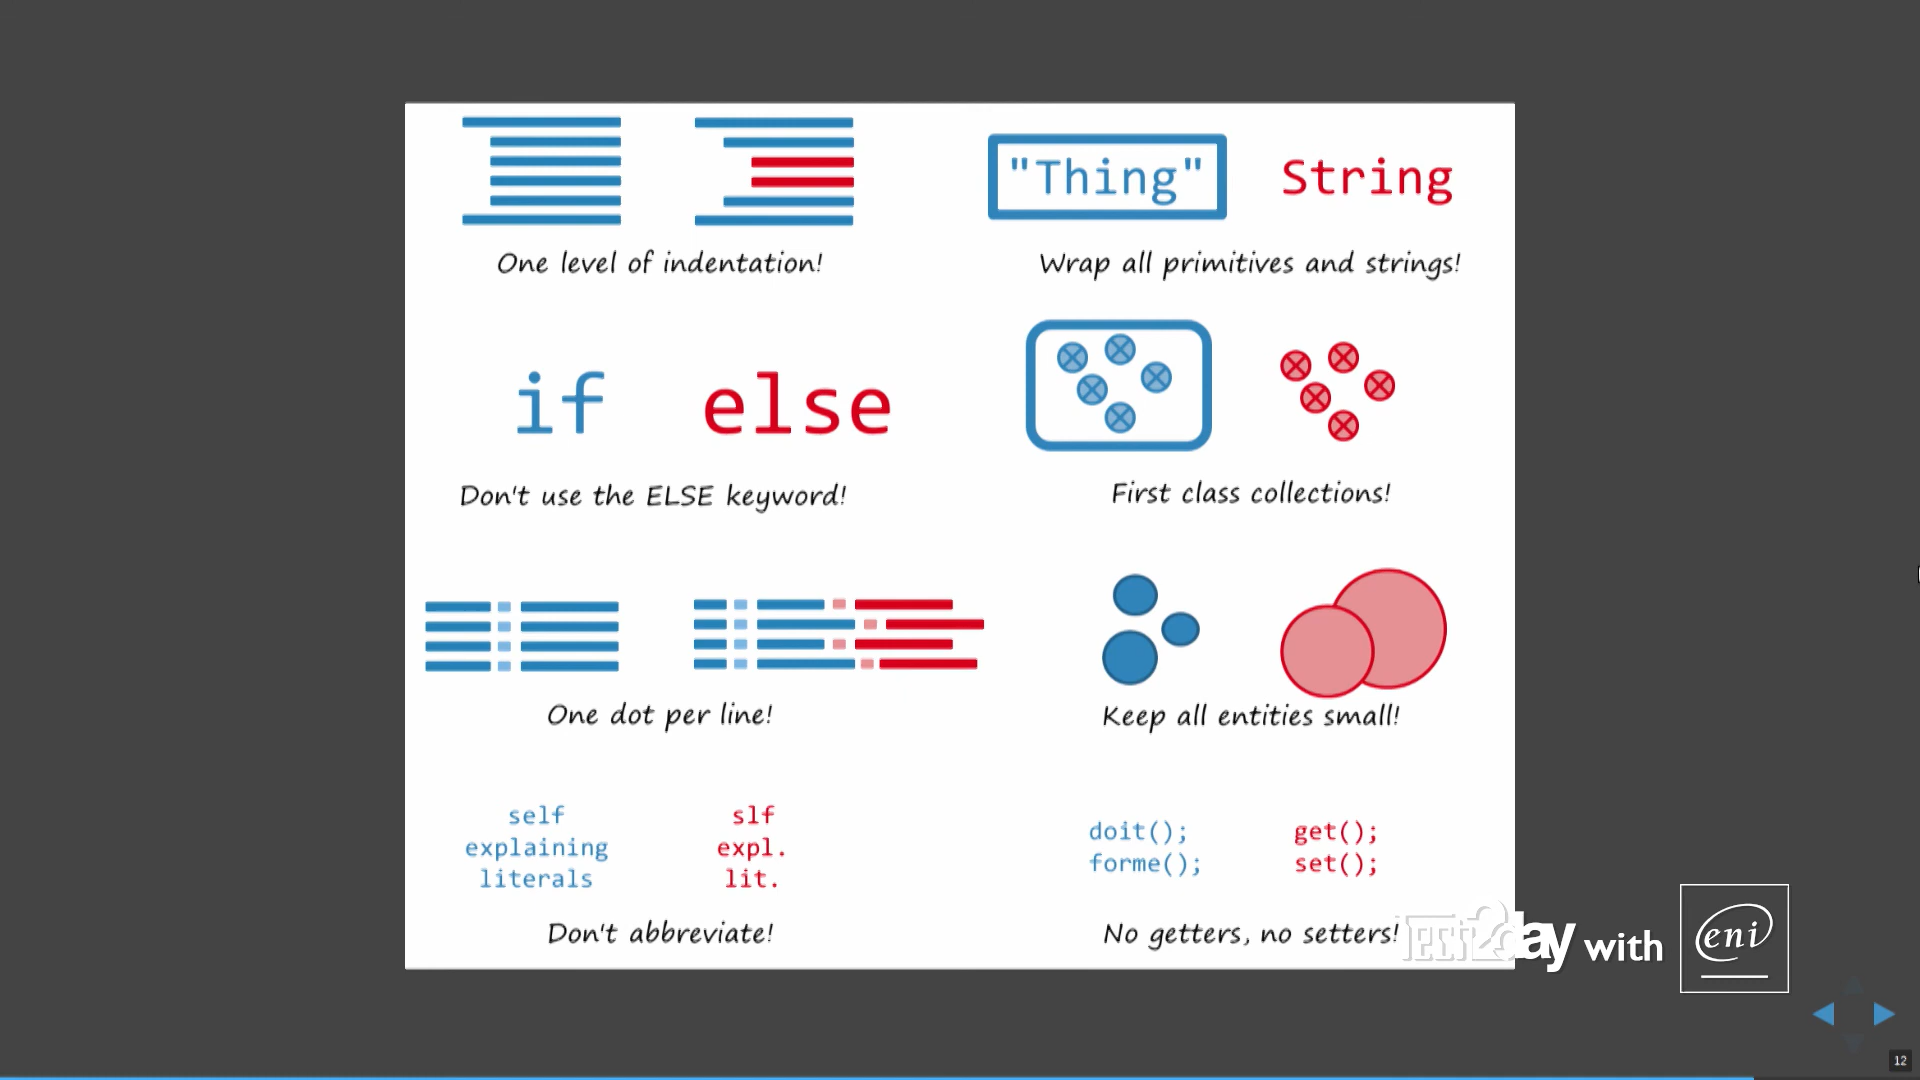 "Thing" String
One level of indentation!
Wrap all primitives and strings!
if else
Don't use the ELSE keyword!
First class collections!
One dot per line!
Keep all entities small!
self
explaining
literals
slf
expl.
lit.
doit();
forme();
get();
set();
Don't abbreviate!
No getters, no setters!
Tech2day with eni
12